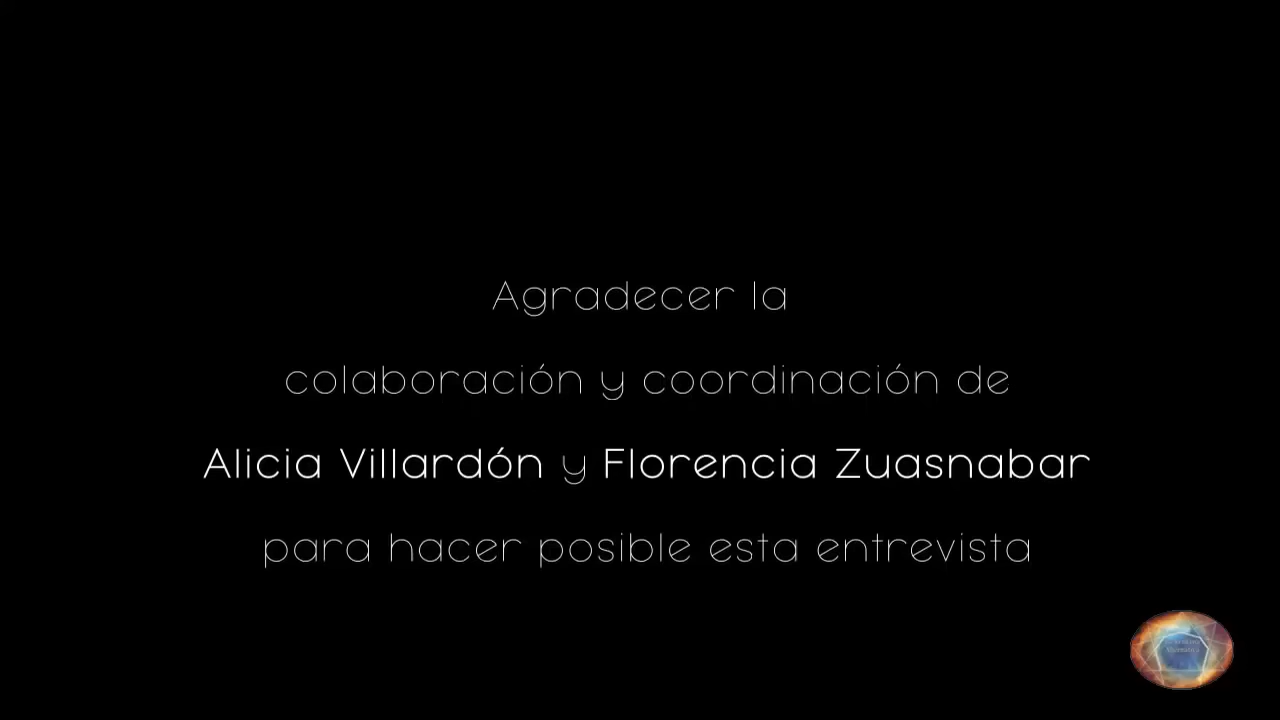 Agradecer la
colaboración y coordinación de
Alicia Villardón y Florencia Zuasnabar
para hacer posible esta entrevista